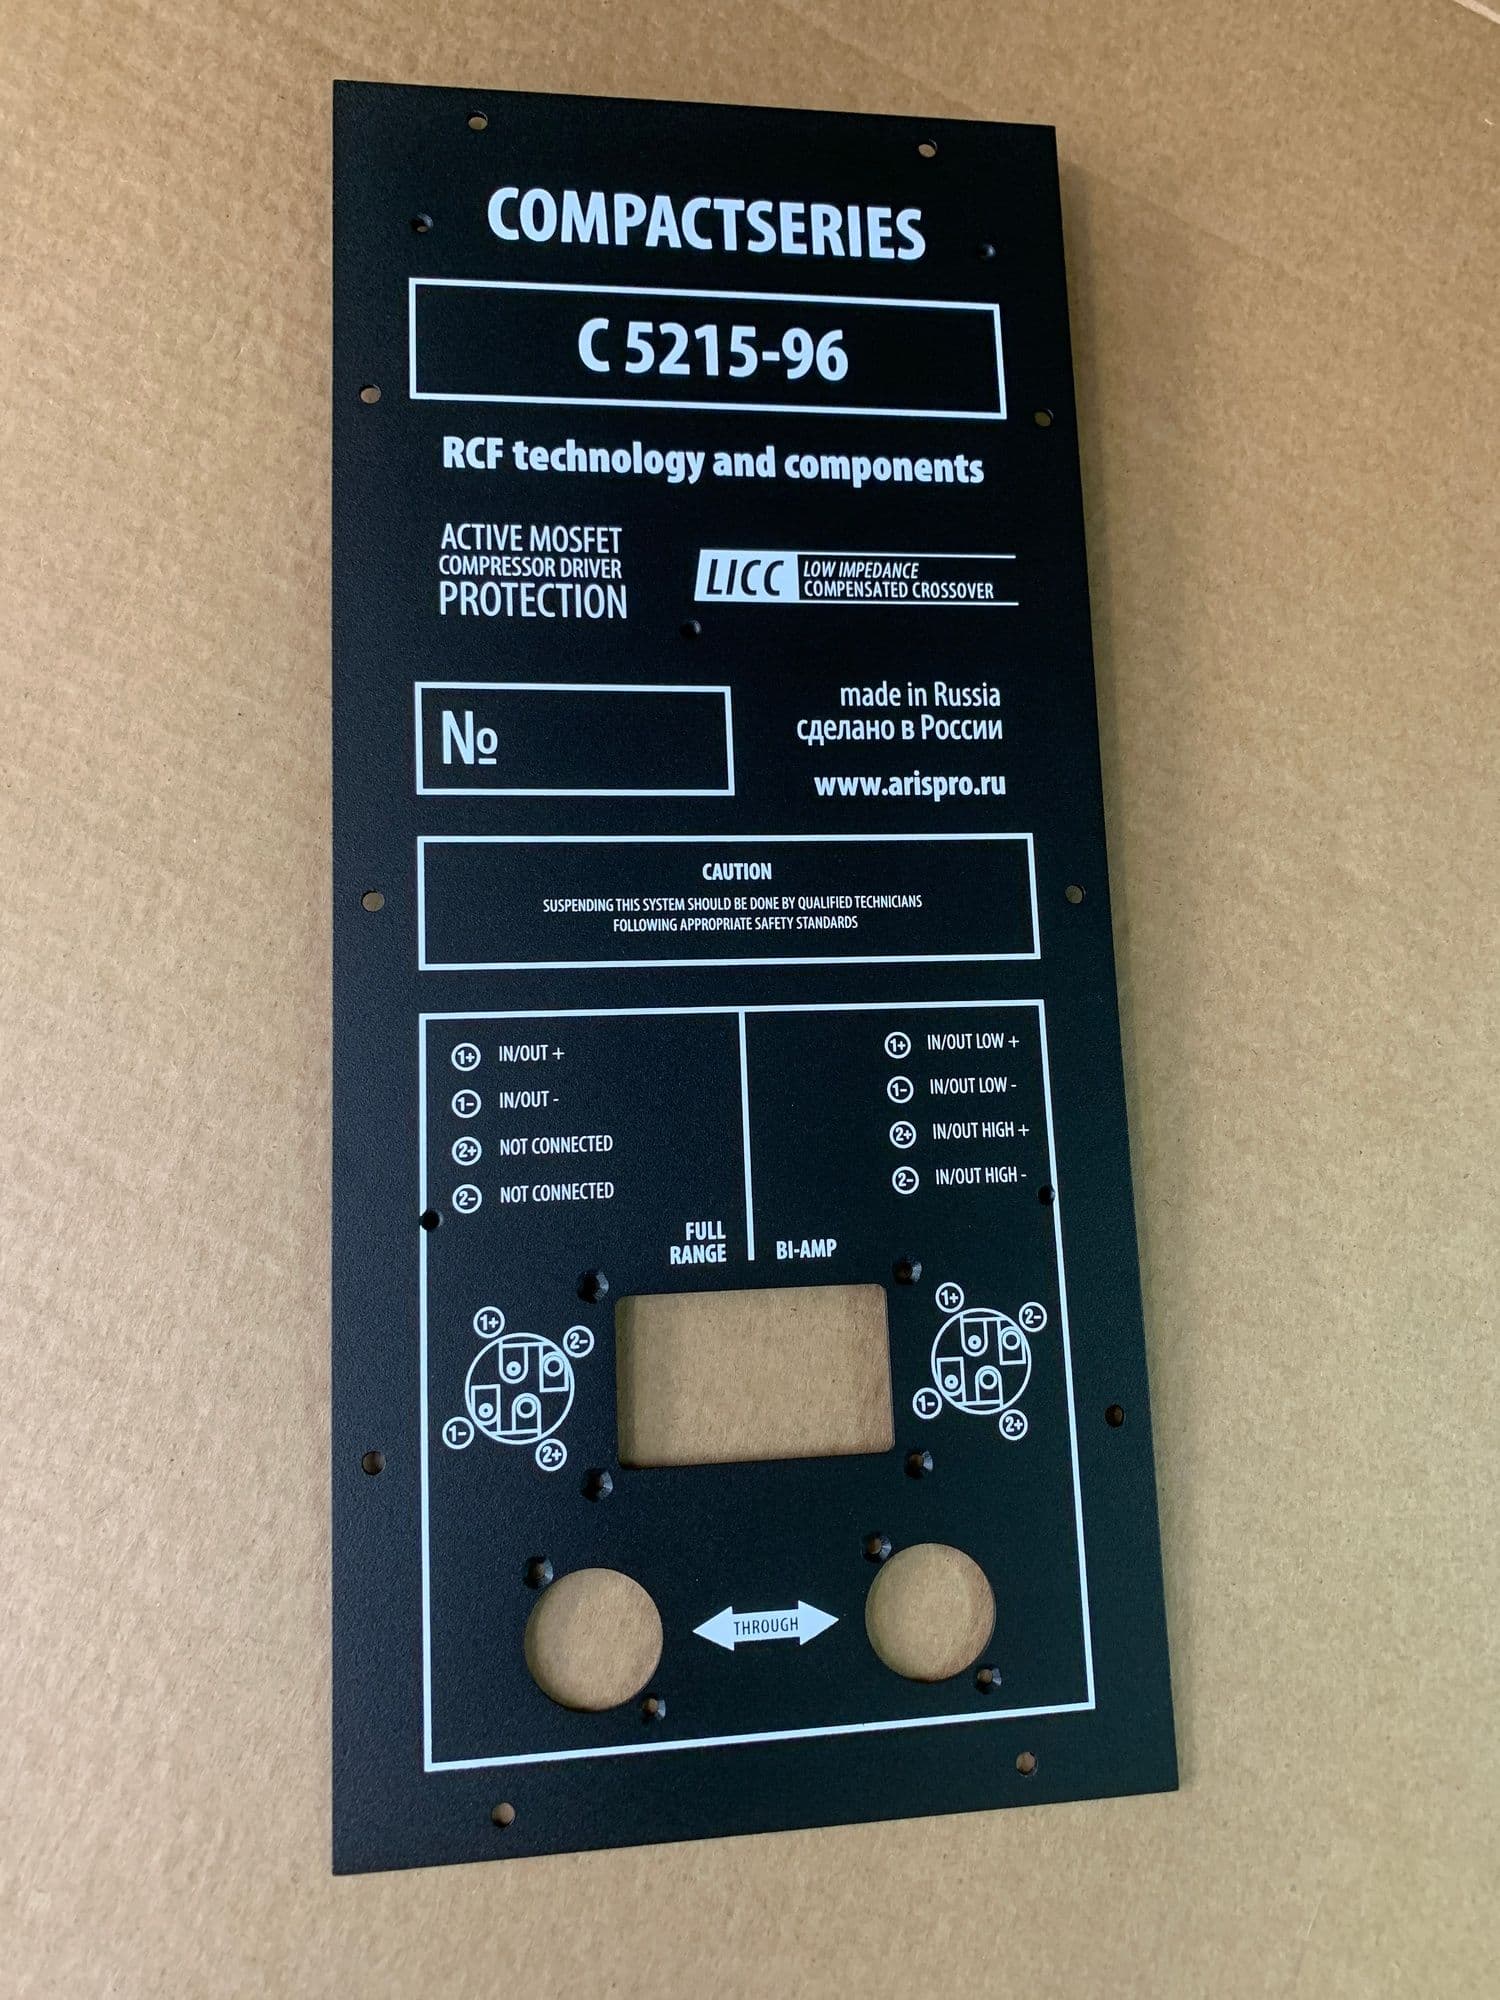 COMPACTSERIES
C 5215-96
RCF technology and components
ACTIVE MOSFET
COMPRESSOR DRIVER
PROTECTION
LICC
LOW IMPEDANCE
COMPENSATED CROSSOVER
№
made in Russia
сделано в России
www.arispro.ru
CAUTION
SUSPENDING THIS SYSTEM SHOULD BE DONE BY QUALIFIED TECHNICIANS
FOLLOWING APPROPRIATE SAFETY STANDARDS
1+ IN/OUT +
1- IN/OUT -
2+ NOT CONNECTED
2- NOT CONNECTED
FULL
RANGE
1+ IN/OUT LOW +
1- IN/OUT LOW -
2+ IN/OUT HIGH +
2- IN/OUT HIGH -
BI-AMP
1+
2-
1-
2+
1+
2-
1-
2+
THROUGH